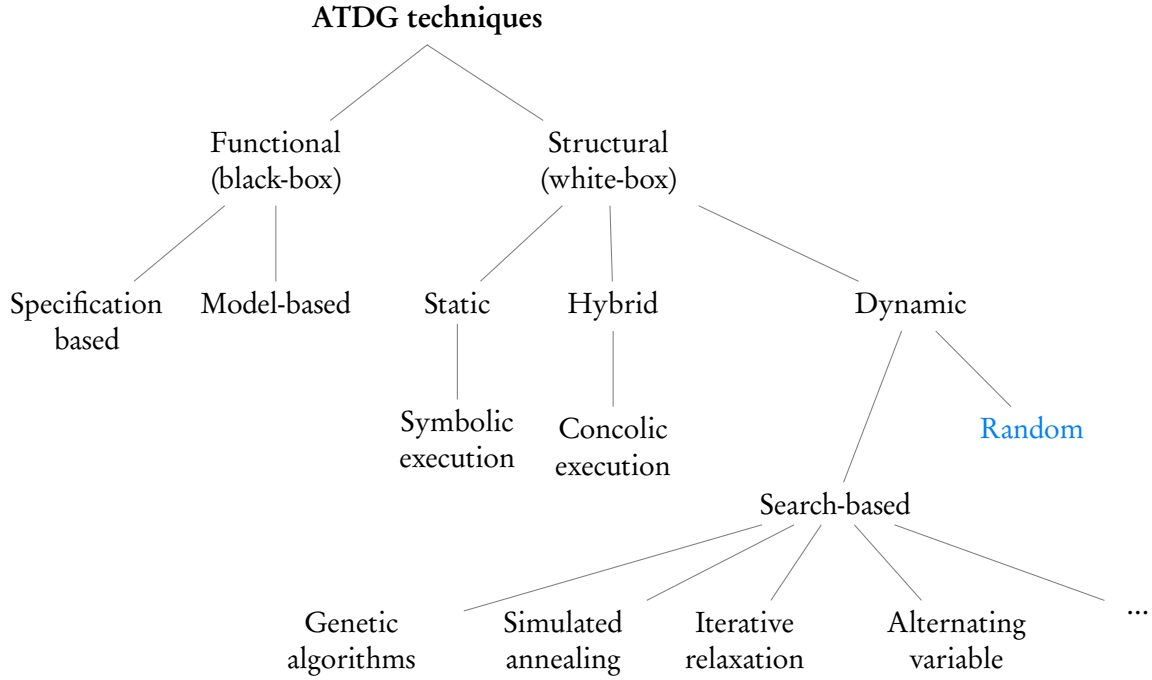 ATDG techniques
Functional
(black-box)
Structural
(white-box)
Specification
based
Model-based
Static
Hybrid
Dynamic
Symbolic
execution
Concolic
execution
Random
Search-based
Genetic
algorithms
Simulated
annealing
Iterative
relaxation
Alternating
variable
...